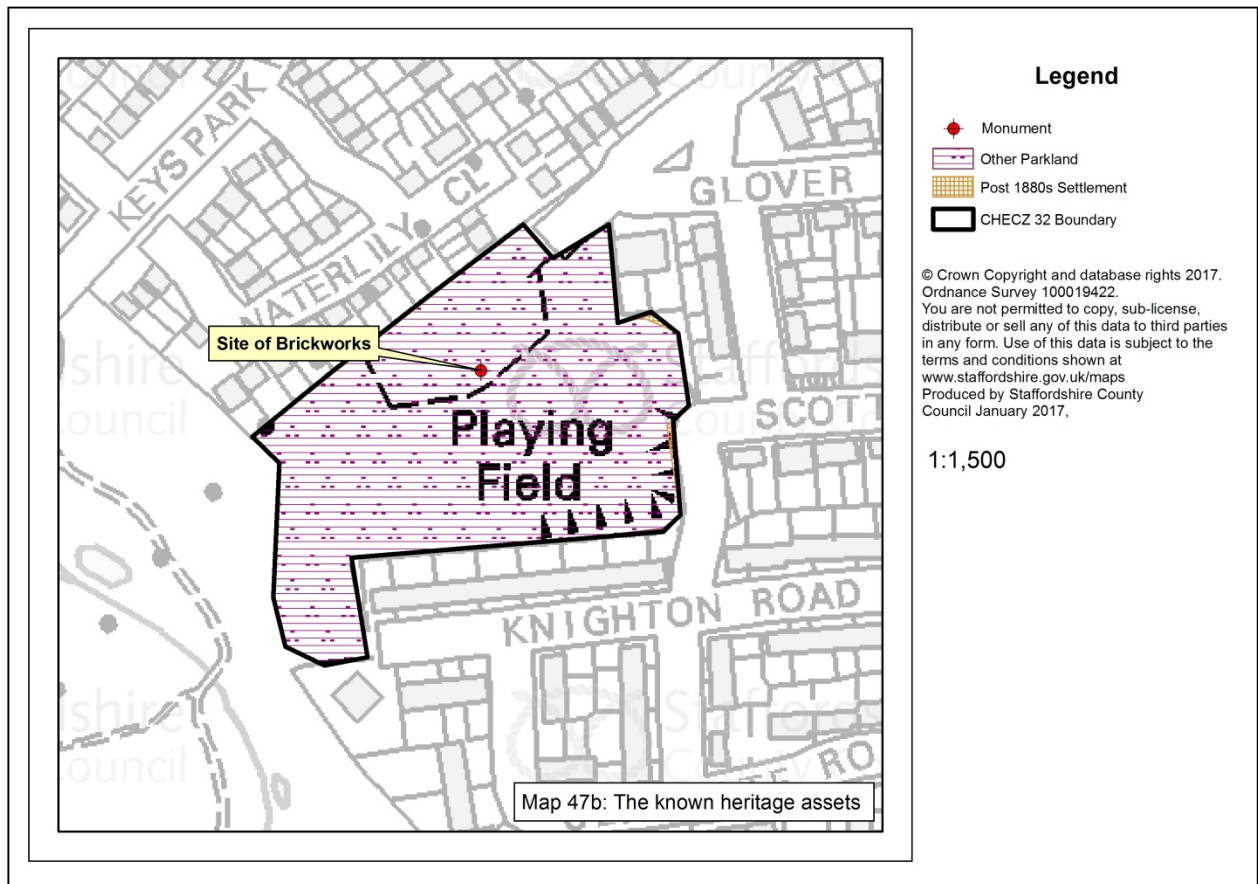 KEYS PARK
WATERLILY CL
GLOVER
Site of Brickworks
Playing
Field
SCOTT
KNIGHTON ROAD
RO
Map 47b: The known heritage assets
Legend
Monument
Other Parkland
Post 1880s Settlement
CHECZ 32 Boundary
© Crown Copyright and database rights 2017.
Ordnance Survey 100019422.
You are not permitted to copy, sub-license,
distribute or sell any of this data to third parties
in any form. Use of this data is subject to the
terms and conditions shown at
www.staffordshire.gov.uk/maps
Produced by Staffordshire County
Council January 2017,
1:1,500